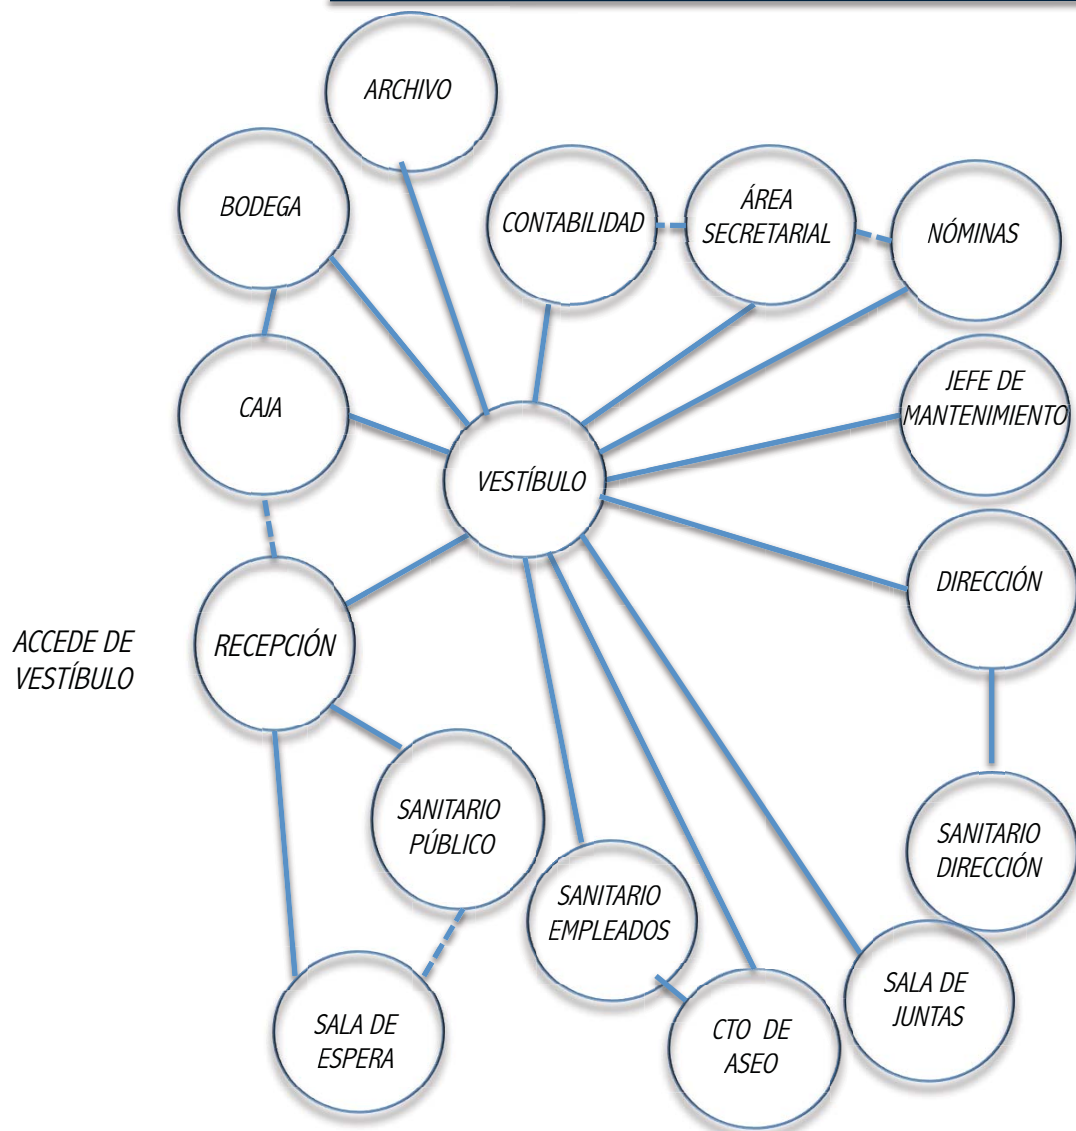 ARCHIVO
BODEGA
CONTABILIDAD
ÁREA
SECRETARIAL
NÓMINAS
CAJA
JEFE DE
MANTENIMIENTO
VESTÍBULO
DIRECCIÓN
ACCEDE DE
VESTÍBULO
RECEPCIÓN
SANITARIO
PÚBLICO
SANITARIO
DIRECCIÓN
SANITARIO
EMPLEADOS
SALA DE
JUNTAS
SALA DE
ESPERA
CTO DE
ASEO